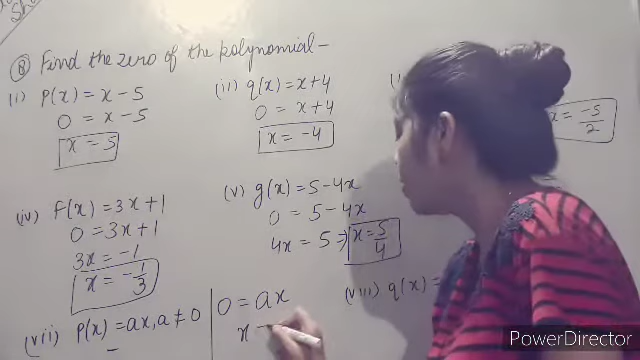 Sh
(8) Find the zero of the polynomial –
(i) p(x) = x – 5
0 = x – 5
x = 5
(ii) q(x) = x + 4
0 = x + 4
x = -4
x = -5/2
(iv) f(x) = 3x + 1
0 = 3x + 1
3x = -1
x = -1/3
(v) g(x) = 5 – 4x
0 = 5 – 4x
4x = 5 ⇒ x = 5/4
(vii) p(x) = ax, a ≠ 0
0 = ax
x =
(viii) q(x) =
PowerDirector